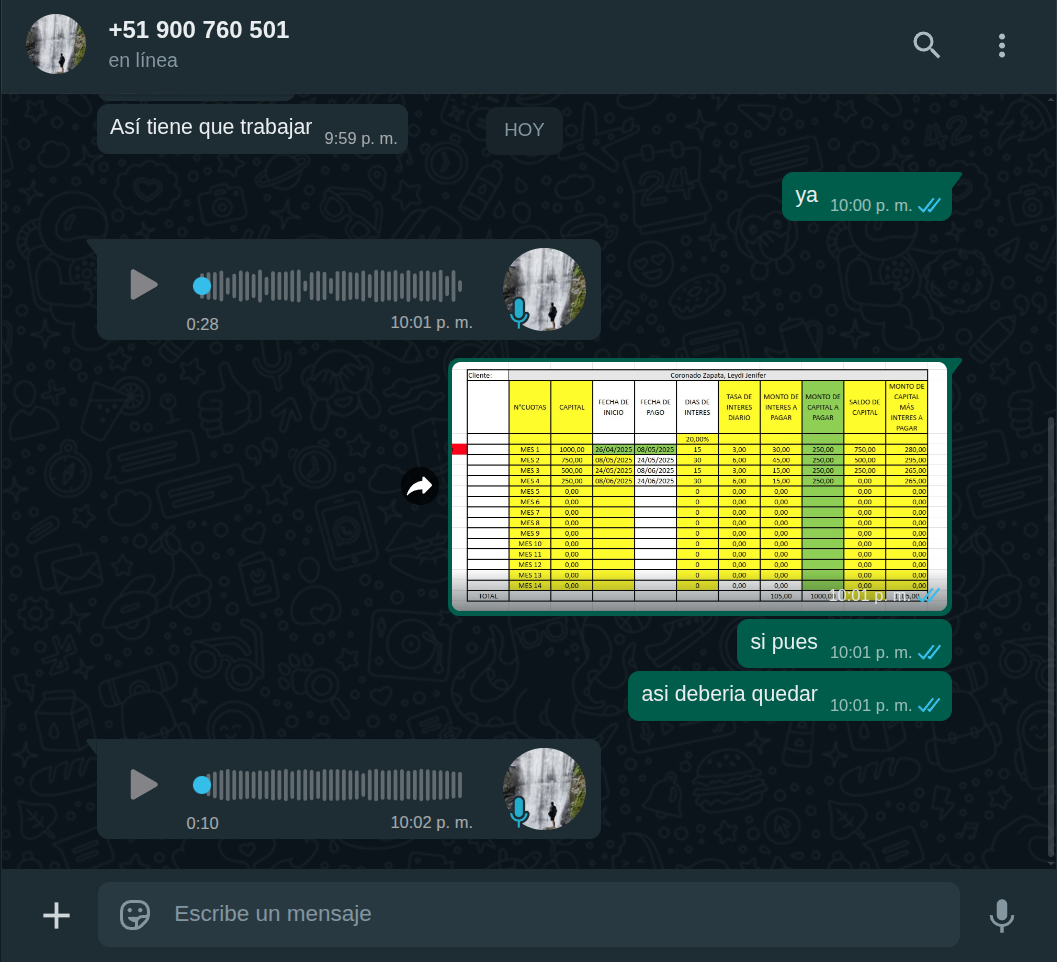 +51 900 760 501
en línea
Así tiene que trabajar 9:59 p. m.
HOY
ya 10:00 p. m.
0:28 10:01 p. m.
Cliente: Coronado Zapata, Leydi Jenifer
N°CUOTAS CAPITAL FECHA DE INICIO FECHA DE PAGO DIAS DE INTERES TASA DE INTERES DIARIO MONTO DE INTERES A PAGAR MONTO DE CAPITAL A PAGAR SALDO DE CAPITAL MONTO DE CAPITAL MÁS INTERES A PAGAR
20,00%
MES 1 1000,00 26/04/2025 08/05/2025 15 3,00 30,00 250,00 750,00 280,00
MES 2 750,00 08/05/2025 24/05/2025 30 6,00 45,00 250,00 500,00 295,00
MES 3 500,00 24/05/2025 08/06/2025 15 3,00 15,00 250,00 250,00 265,00
MES 4 250,00 08/06/2025 24/06/2025 30 6,00 15,00 250,00 0,00 265,00
MES 5 0,00 0 0,00 0,00 0,00 0,00
MES 6 0,00 0 0,00 0,00 0,00 0,00
MES 7 0,00 0 0,00 0,00 0,00 0,00
MES 8 0,00 0 0,00 0,00 0,00 0,00
MES 9 0,00 0 0,00 0,00 0,00 0,00
MES 10 0,00 0 0,00 0,00 0,00 0,00
MES 11 0,00 0 0,00 0,00 0,00 0,00
MES 12 0,00 0 0,00 0,00 0,00 0,00
MES 13 0,00 0 0,00 0,00 0,00 0,00
MES 14 0,00 0 0,00 0,00 0,00 0,00
TOTAL 105,00
10:01 p. m.
si pues 10:01 p. m.
asi deberia quedar 10:01 p. m.
0:10 10:02 p. m.
Escribe un mensaje